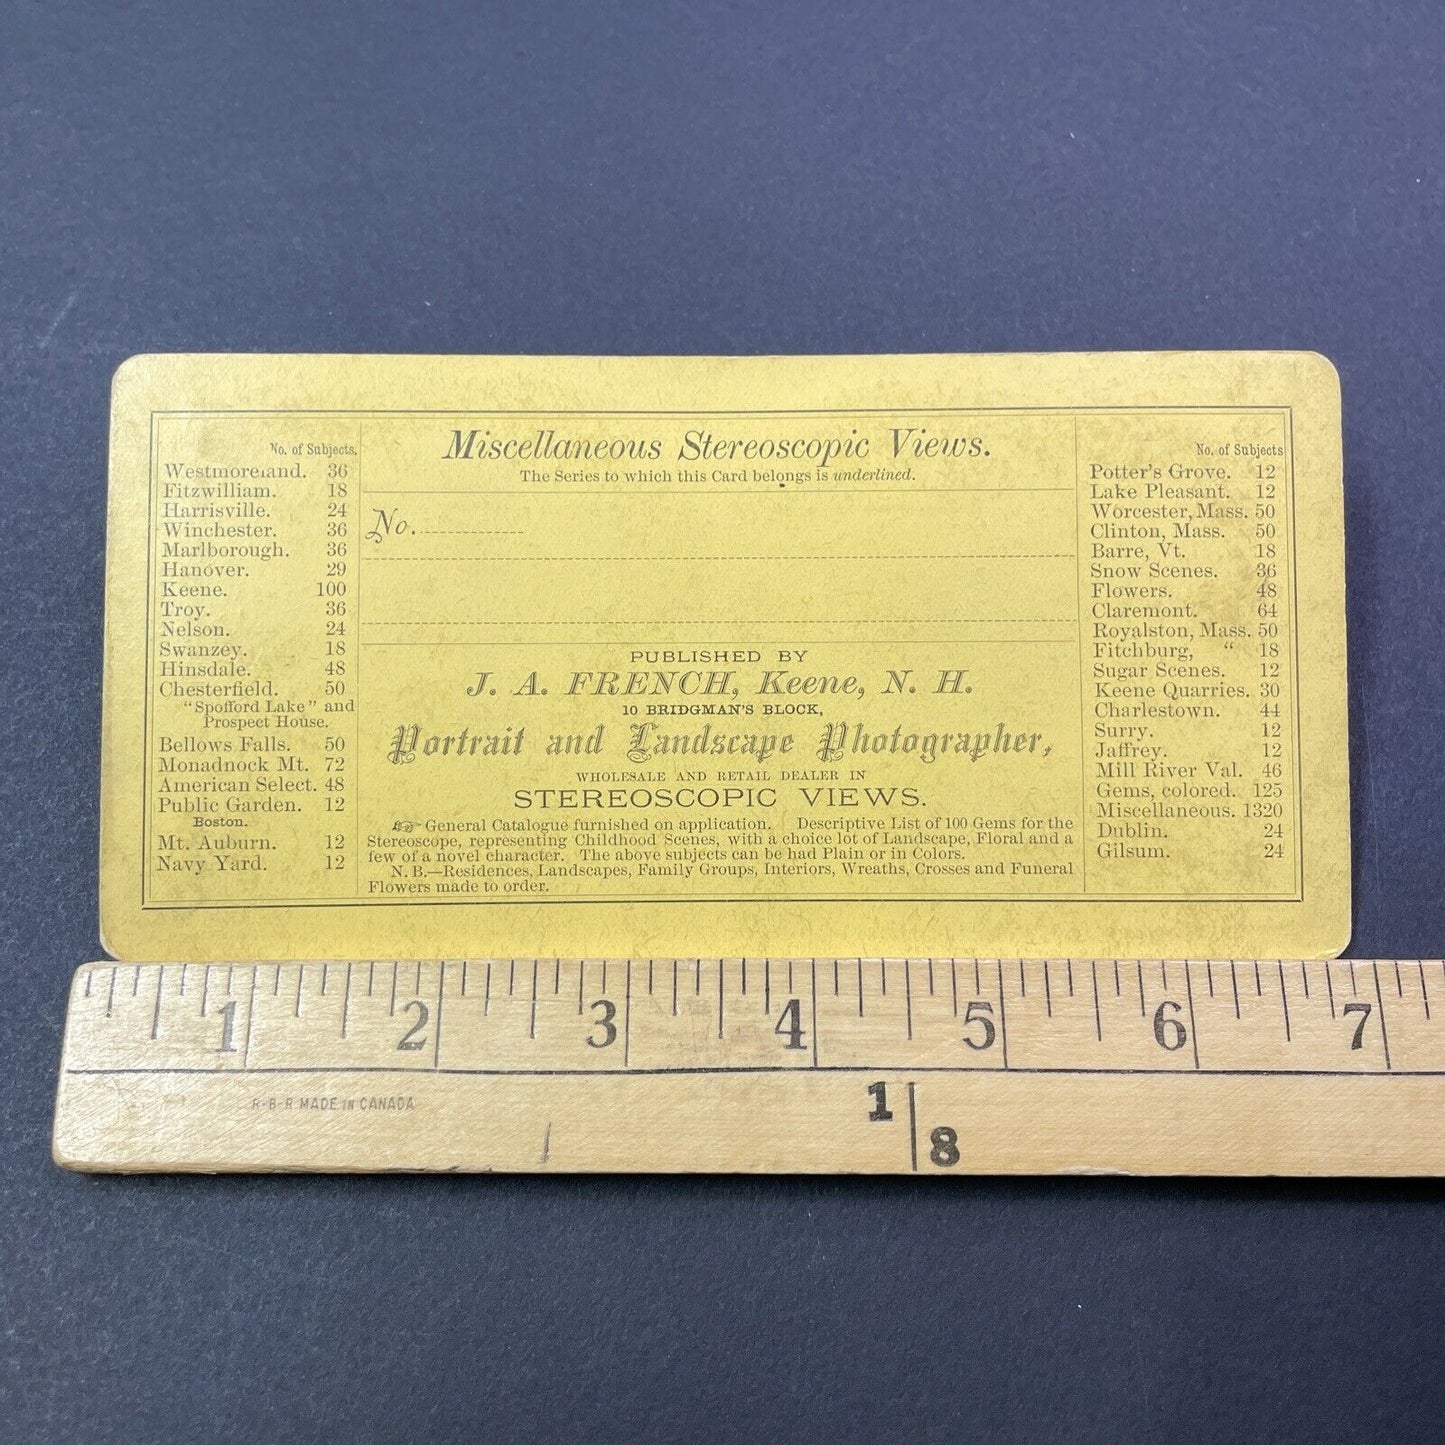 No. of Subjects.
Westmoreland. 36
Fitzwilliam. 18
Harrisville. 24
Winchester. 36
Marlborough. 36
Hanover. 29
Keene. 100
Troy. 36
Nelson. 24
Swanzey. 18
Hinsdale. 48
Chesterfield. 50
"Spofford Lake" and
Prospect House.
Bellows Falls. 50
Monadnock Mt. 72
American Select. 48
Public Garden. 12
Boston.
Mt. Auburn. 12
Navy Yard. 12
Miscellaneous Stereoscopic Views.
The Series to which this Card belongs is underlined.
No.
PUBLISHED BY
J. A. FRENCH, Keene, N. H.
10 BRIDGMAN'S BLOCK,
Portrait and Landscape Photographer,
WHOLESALE AND RETAIL DEALER IN
STEREOSCOPIC VIEWS.
☞ General Catalogue furnished on application. Descriptive List of 100 Gems for the
Stereoscope, representing Childhood Scenes, with a choice lot of Landscape, Floral and a
few of a novel character. The above subjects can be had Plain or in Colors.
N. B.—Residences, Landscapes, Family Groups, Interiors, Wreaths, Crosses and Funeral
Flowers made to order.
No. of Subjects
Potter's Grove. 12
Lake Pleasant. 12
Worcester, Mass. 50
Clinton, Mass. 50
Barre, Vt. 18
Snow Scenes. 36
Flowers. 48
Claremont. 64
Royalston, Mass. 50
Fitchburg, " 18
Sugar Scenes. 12
Keene Quarries. 30
Charlestown. 44
Surry. 12
Jaffrey. 12
Mill River Val. 46
Gems, colored. 125
Miscellaneous. 1320
Dublin. 24
Gilsum. 24
1 2 3 4 5 6 7
R-B-R MADE IN CANADA
1 8